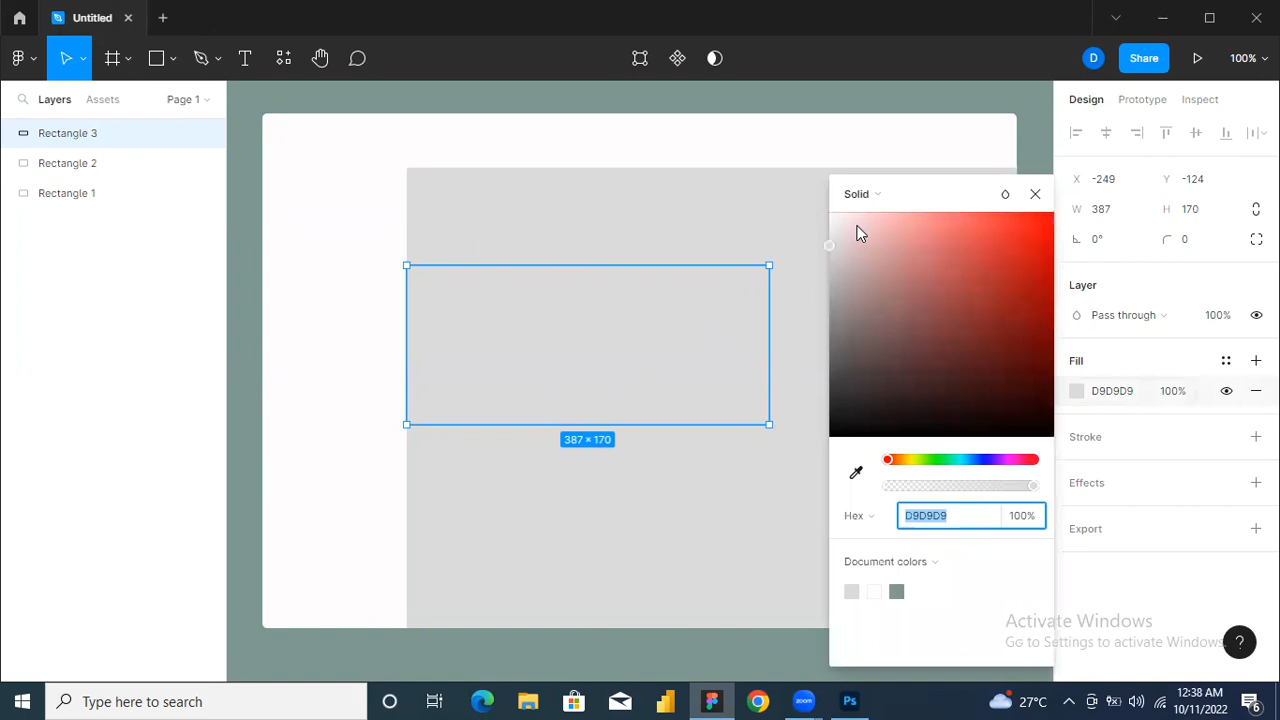 Untitled
D
Share
100%
Layers
Assets
Page 1
Design
Prototype
Inspect
Rectangle 3
Rectangle 2
Rectangle 1
Solid
X
-249
Y
-124
W
387
H
170
0°
0
Layer
Pass through
100%
Fill
D9D9D9
100%
Stroke
Effects
Export
387 × 170
Hex
D9D9D9
100%
Document colors
Activate Windows
Go to Settings to activate Windows.
?
Type here to search
Ps
27°C
12:38 AM
10/11/2022
6